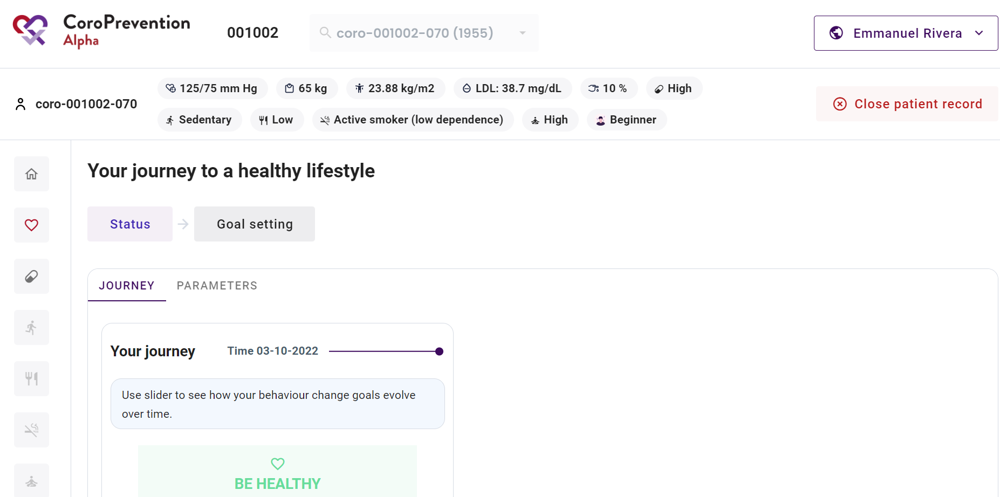 CoroPrevention
Alpha
001002
coro-001002-070 (1955)
Emmanuel Rivera
coro-001002-070
125/75 mm Hg
65 kg
23.88 kg/m2
LDL: 38.7 mg/dL
10 %
High
Sedentary
Low
Active smoker (low dependence)
High
Beginner
Close patient record
Your journey to a healthy lifestyle
Status
Goal setting
JOURNEY
PARAMETERS
Your journey
Time 03-10-2022
Use slider to see how your behaviour change goals evolve
over time.
BE HEALTHY